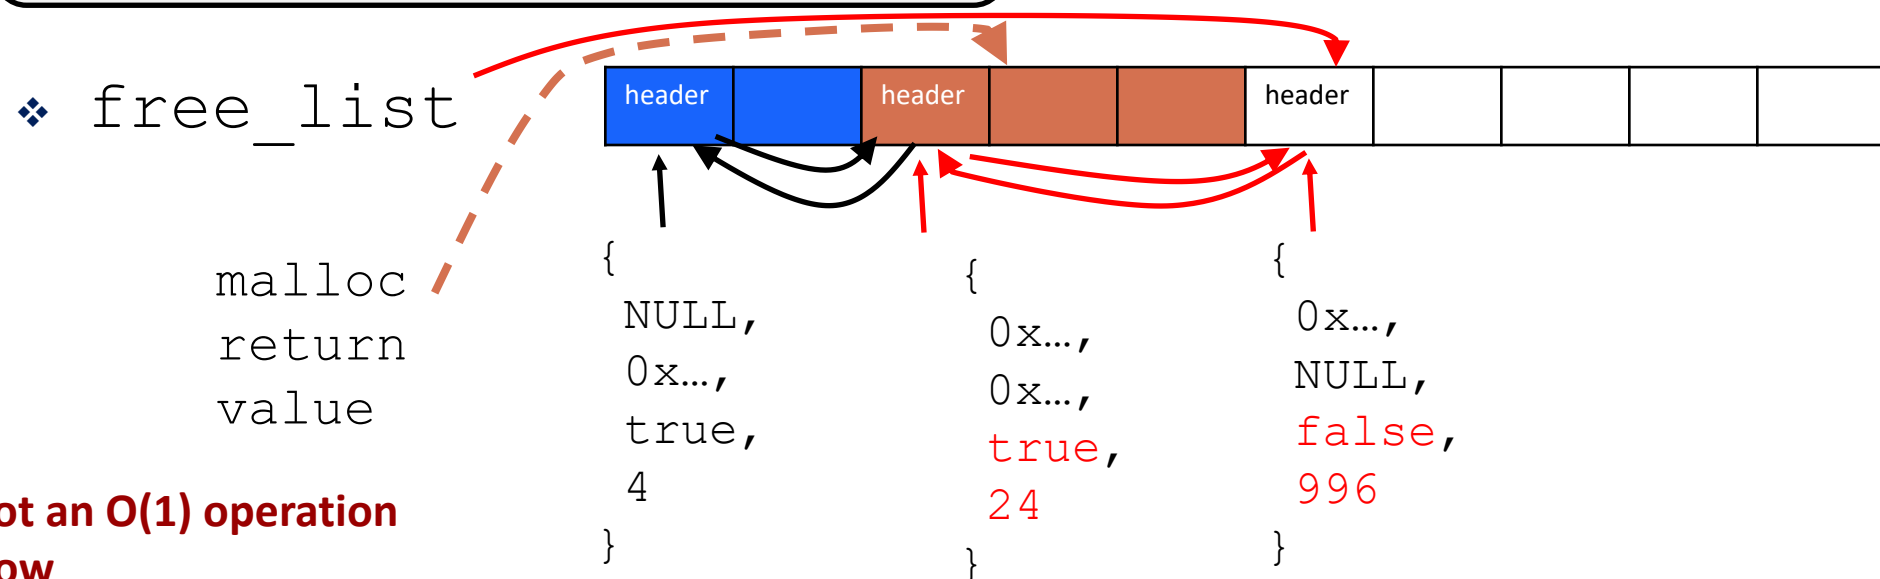 header header header
❖ free_list
malloc
return
value
{
NULL,
0x…,
true,
4
}
{
0x…,
0x…,
true,
24
}
{
0x…,
NULL,
false,
996
}
ot an O(1) operation
ow